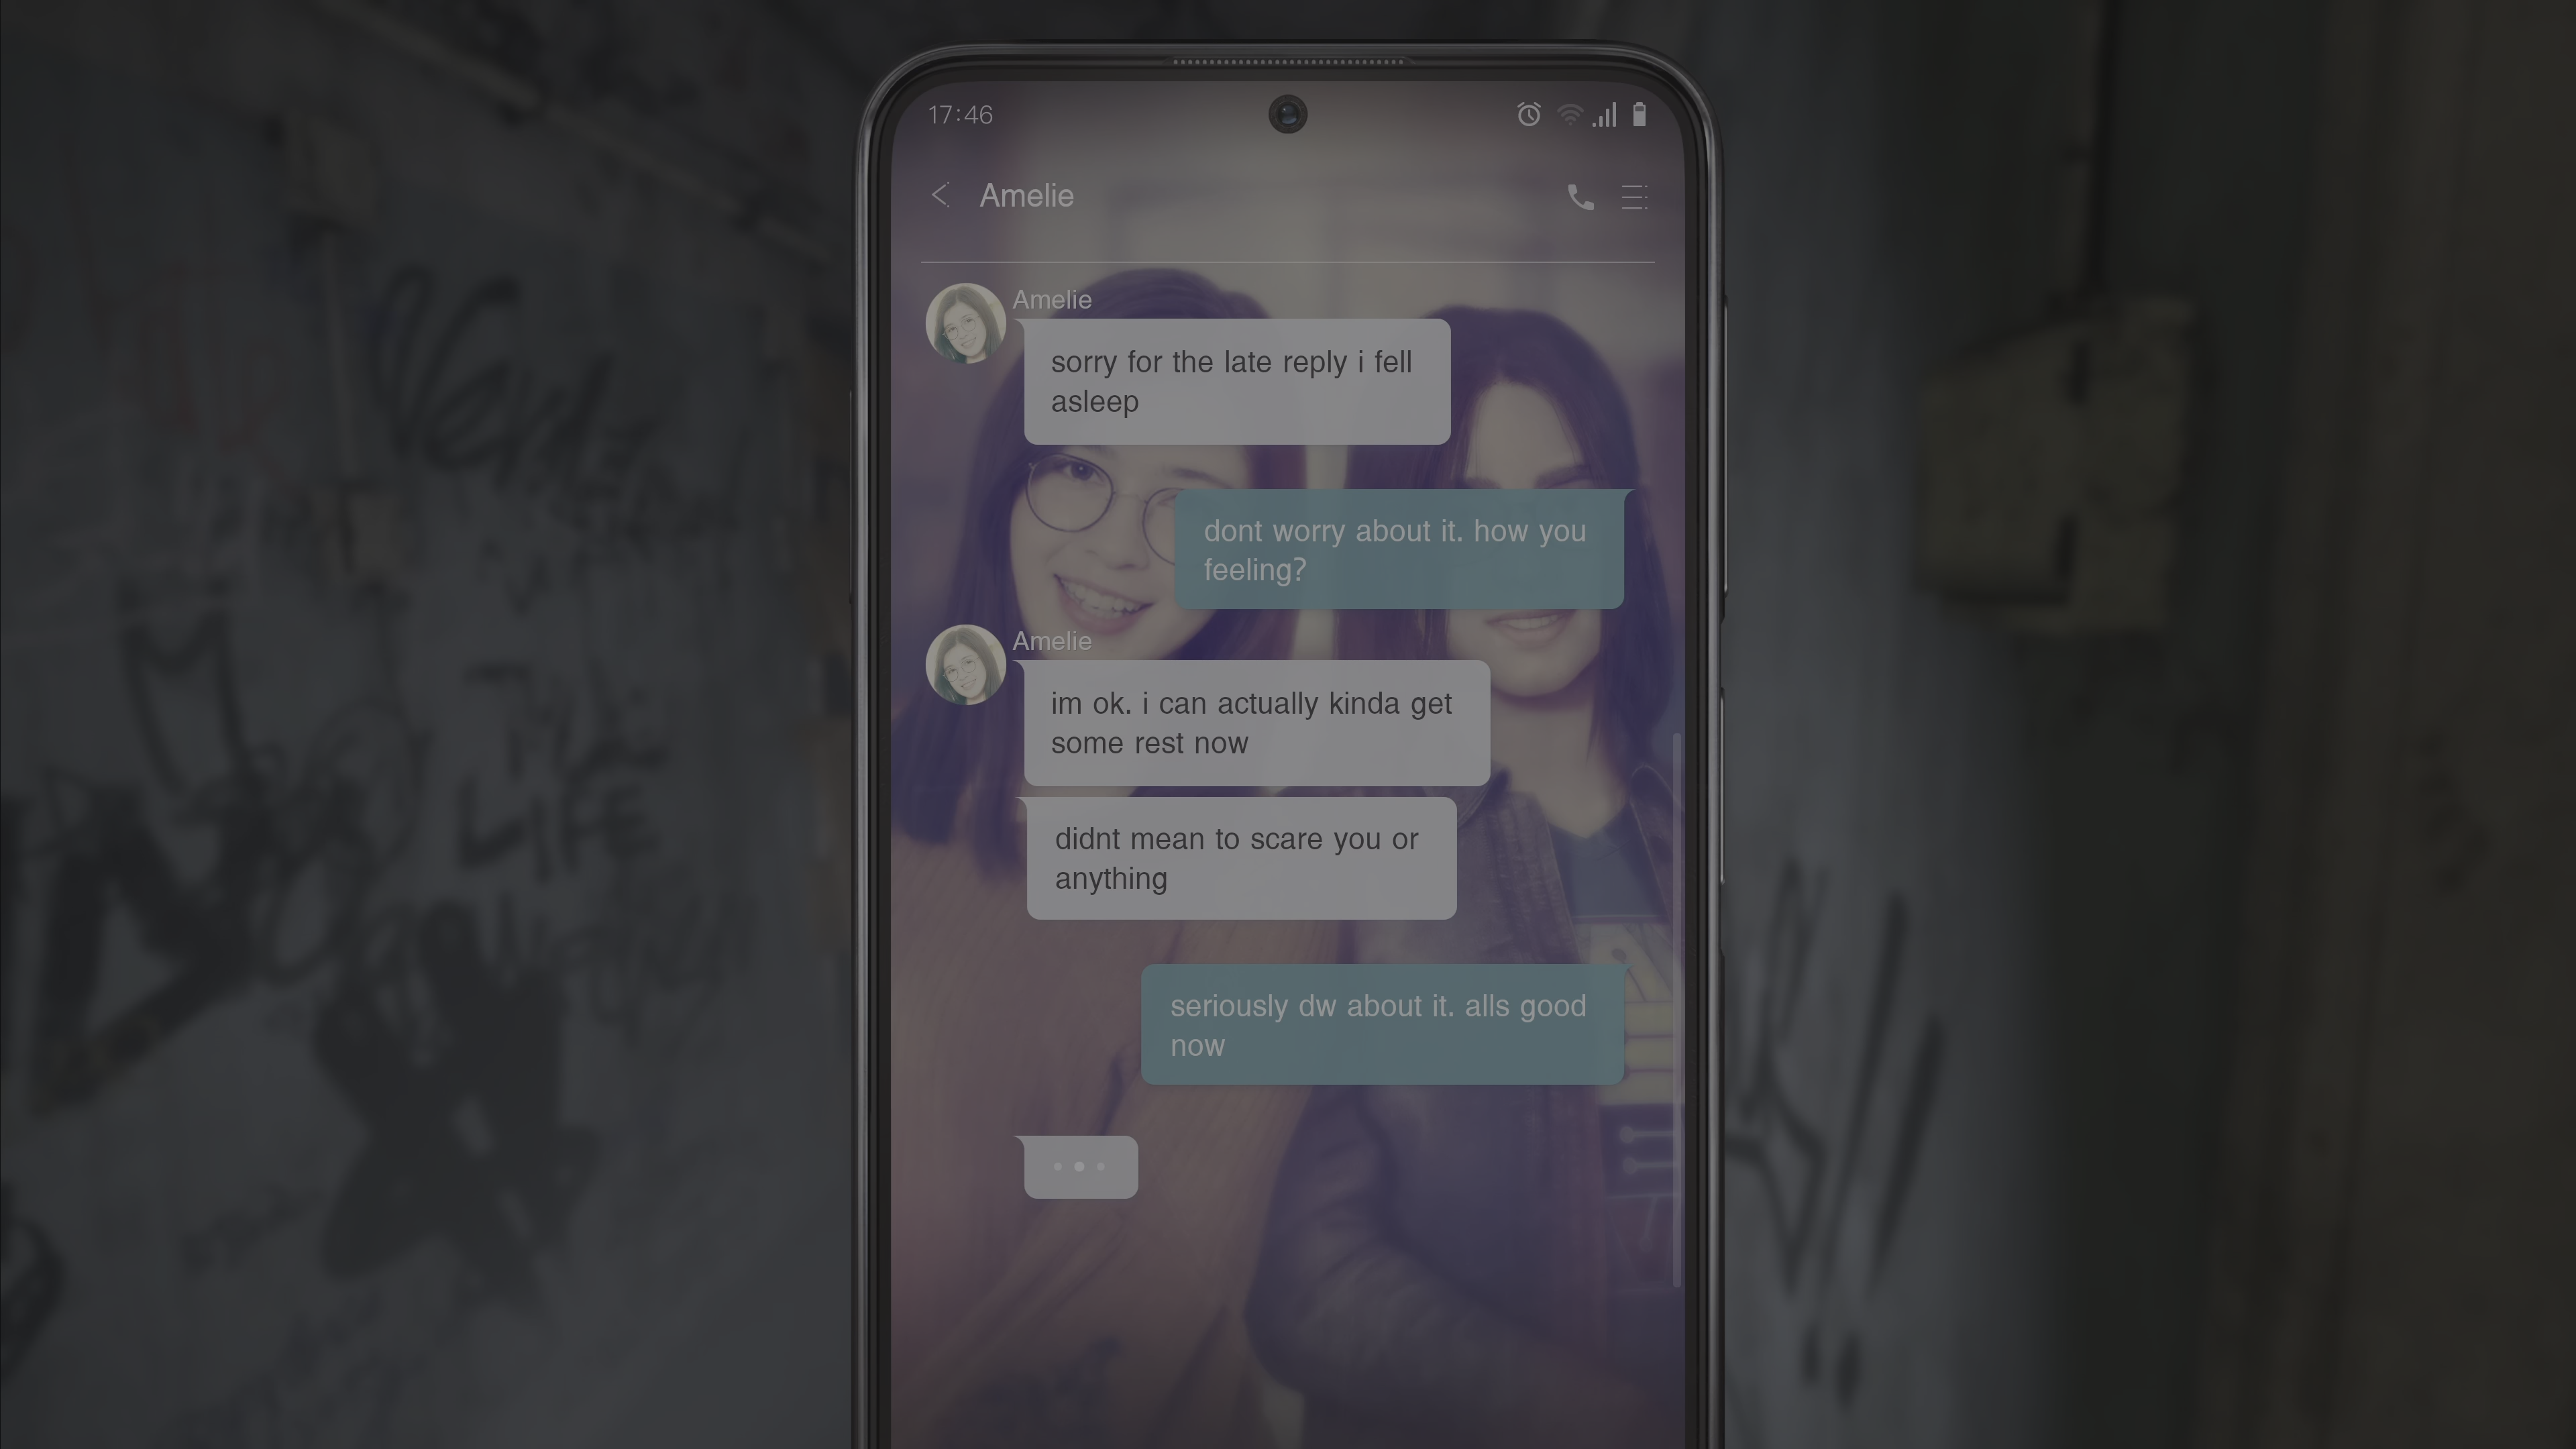 17:46
Amelie
Amelie
sorry for the late reply i fell
asleep
dont worry about it. how you
feeling?
Amelie
im ok. i can actually kinda get
some rest now
didnt mean to scare you or
anything
seriously dw about it. alls good
now
LIFE